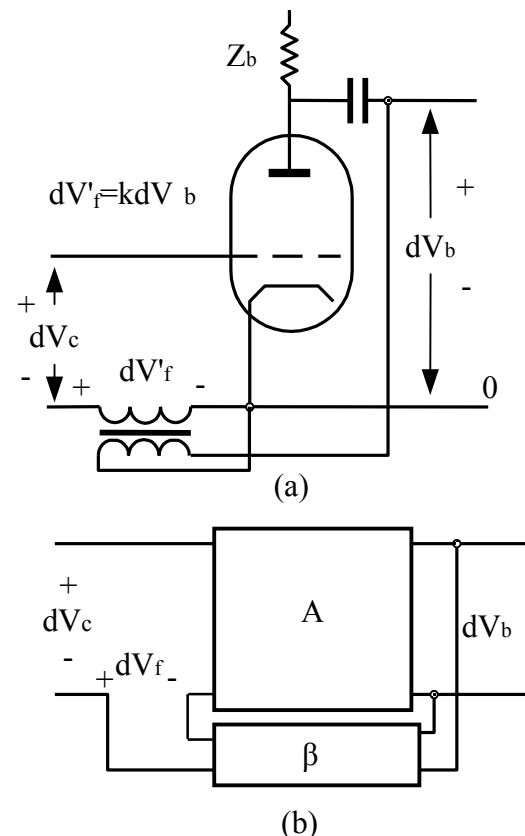 Zb
dV'f=kdV b
+
dVb
-
+
dVc
-
+ dV'f -
0
(a)
A
+
dVc
-
+ dVf -
dVb
β
(b)